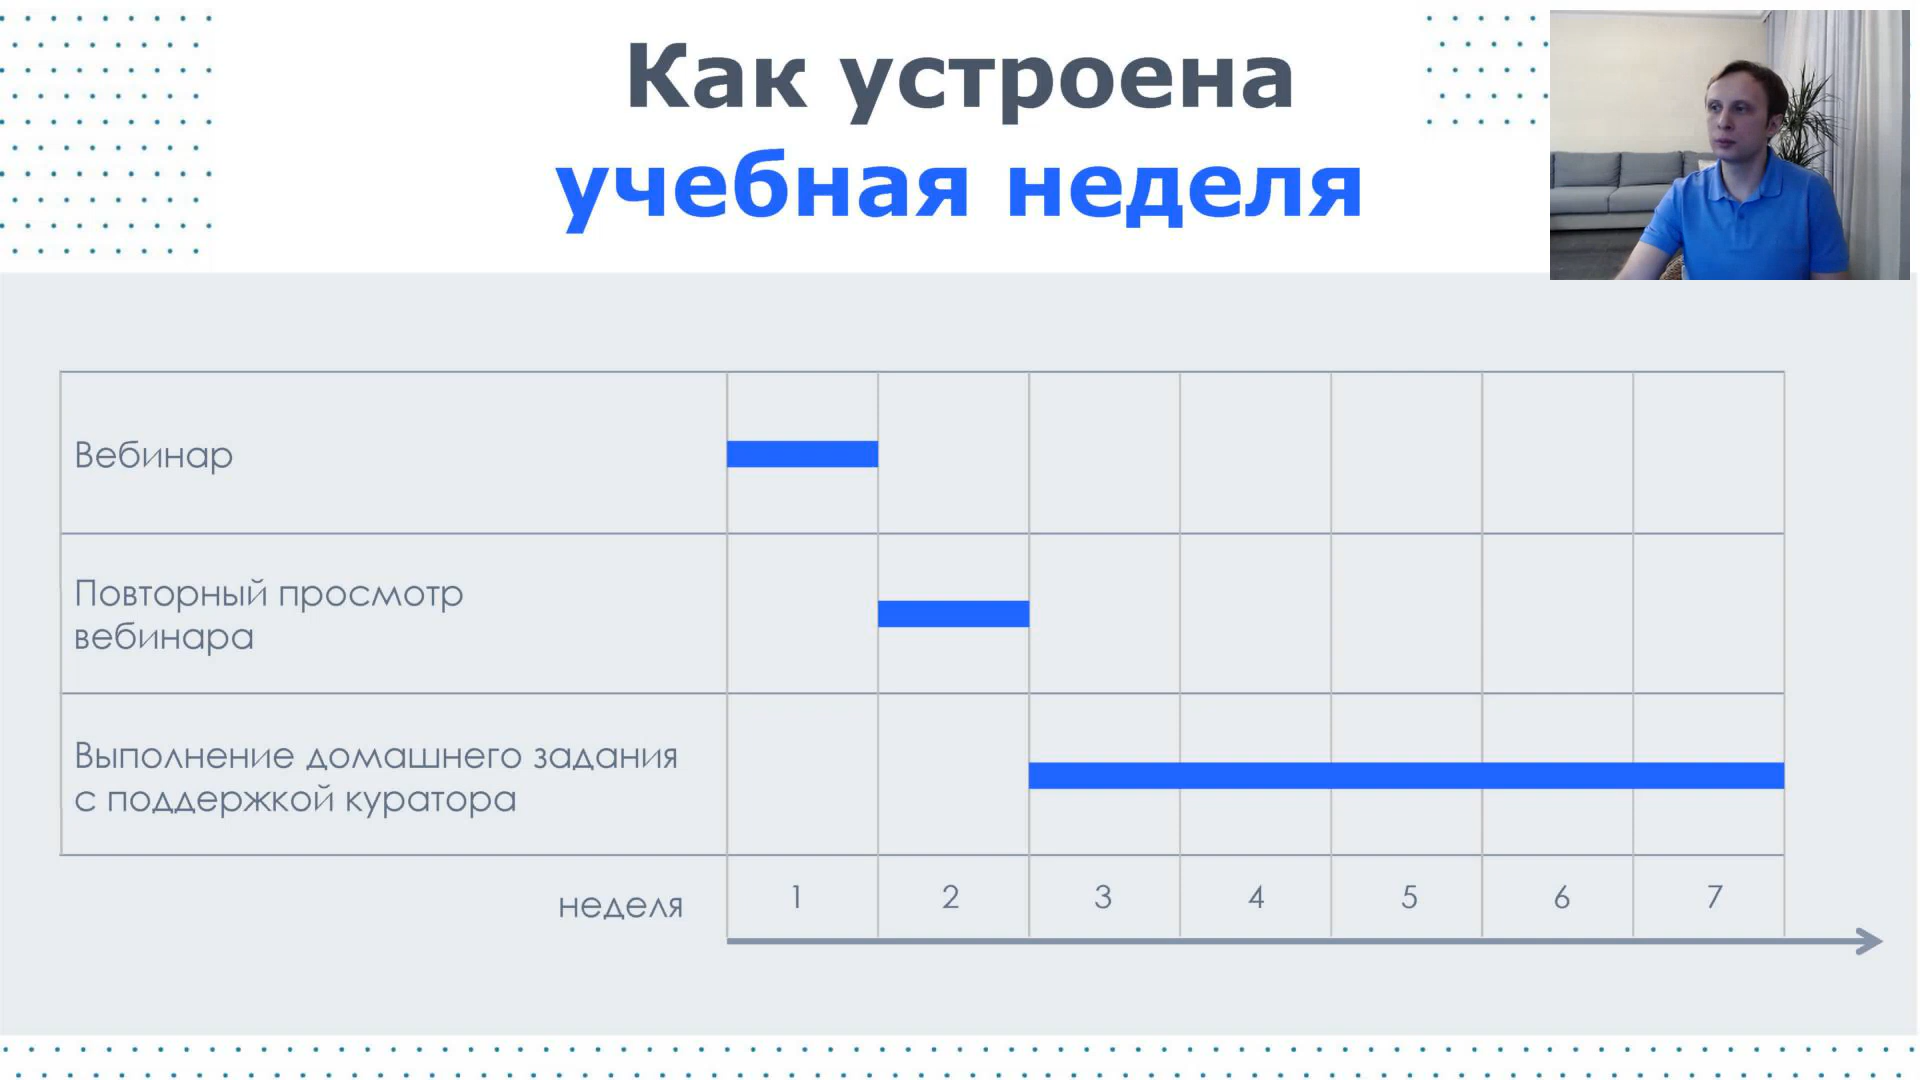 Как устроена
учебная неделя
Вебинар
Повторный просмотр
вебинара
Выполнение домашнего задания
с поддержкой куратора
неделя 1 2 3 4 5 6 7